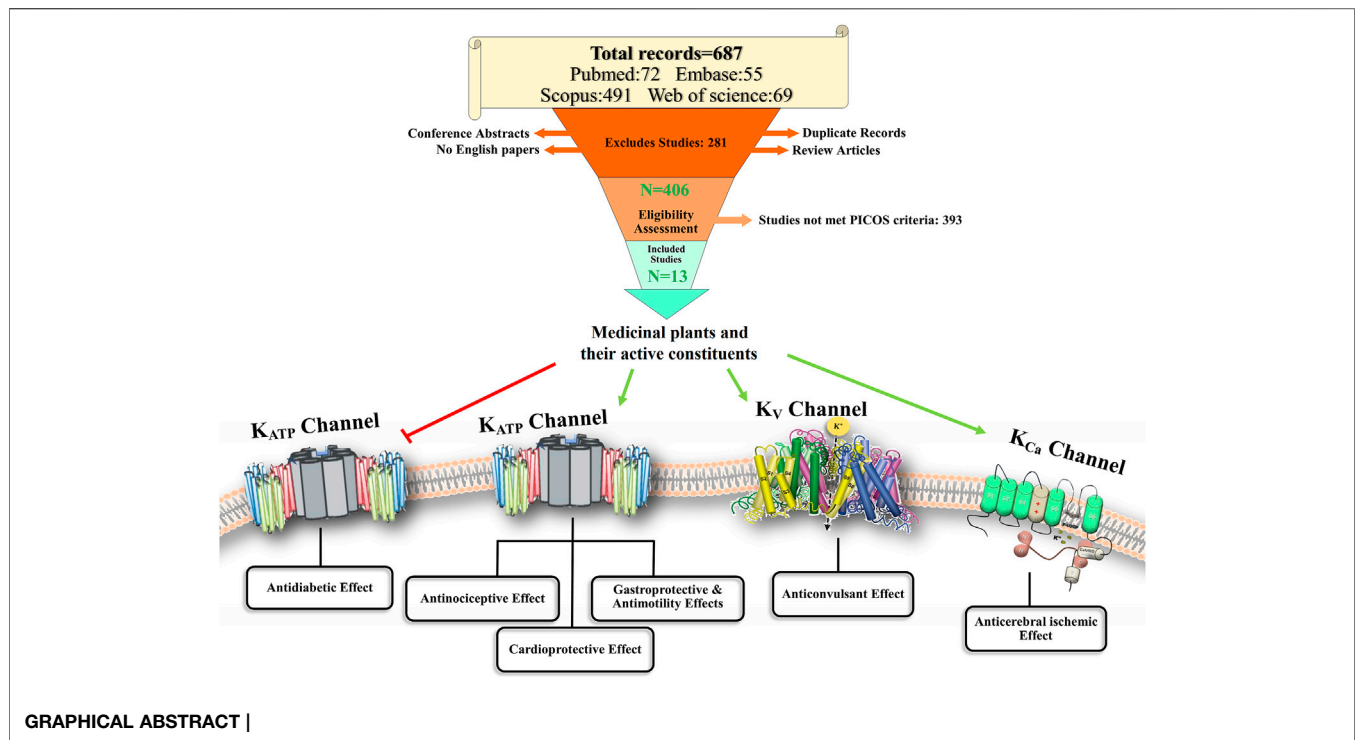 Total records=687
Pubmed:72 Embase:55
Scopus:491 Web of science:69
Conference Abstracts
No English papers
Excludes Studies: 281
Duplicate Records
Review Articles
N=406
Eligibility
Assessment
Studies not met PICOS criteria: 393
Included
Studies
N=13
Medicinal plants and
their active constituents
KATP Channel
KATP Channel
KV Channel
KCa Channel
K+
K+
Antidiabetic Effect
Antinociceptive Effect
Gastroprotective &
Antimotility Effects
Cardioprotective Effect
Anticonvulsant Effect
Anticerebral ischemic
Effect
GRAPHICAL ABSTRACT |